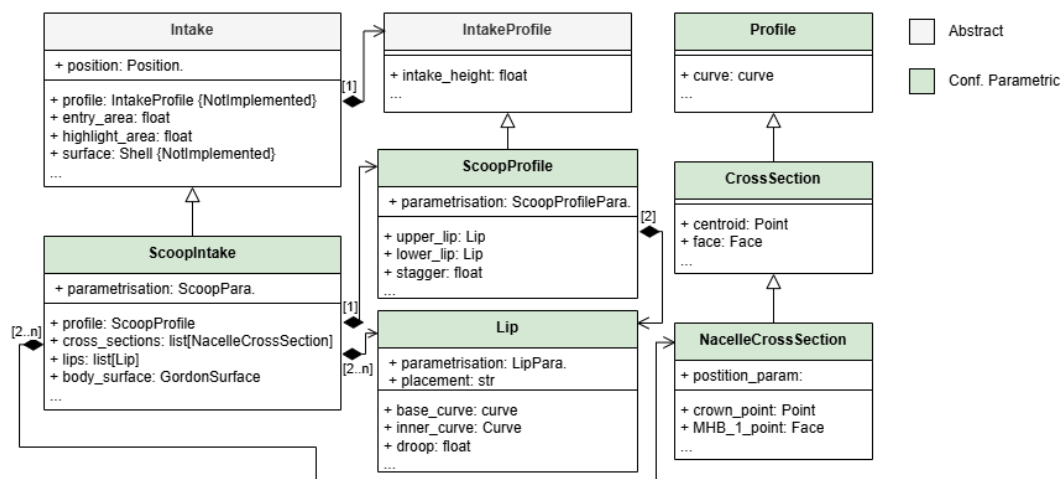 Intake
+ position: Position.
+ profile: IntakeProfile {NotImplemented}
+ entry_area: float
+ highlight_area: float
+ surface: Shell {NotImplemented}
...
[1]
IntakeProfile
+ intake_height: float
...
Profile
+ curve: curve
...
Abstract
Conf. Parametric
ScoopProfile
+ parametrisation: ScoopProfilePara.
+ upper_lip: Lip
+ lower_lip: Lip
+ stagger: float
...
[2]
CrossSection
+ centroid: Point
+ face: Face
...
ScoopIntake
+ parametrisation: ScoopPara.
+ profile: ScoopProfile
+ cross_sections: list[NacelleCrossSection]
+ lips: list[Lip]
+ body_surface: GordonSurface
...
[2..n]
[1]
[2..n]
Lip
+ parametrisation: LipPara.
+ placement: str
+ base_curve: curve
+ inner_curve: Curve
+ droop: float
...
NacelleCrossSection
+ postition_param:
+ crown_point: Point
+ MHB_1_point: Face
...